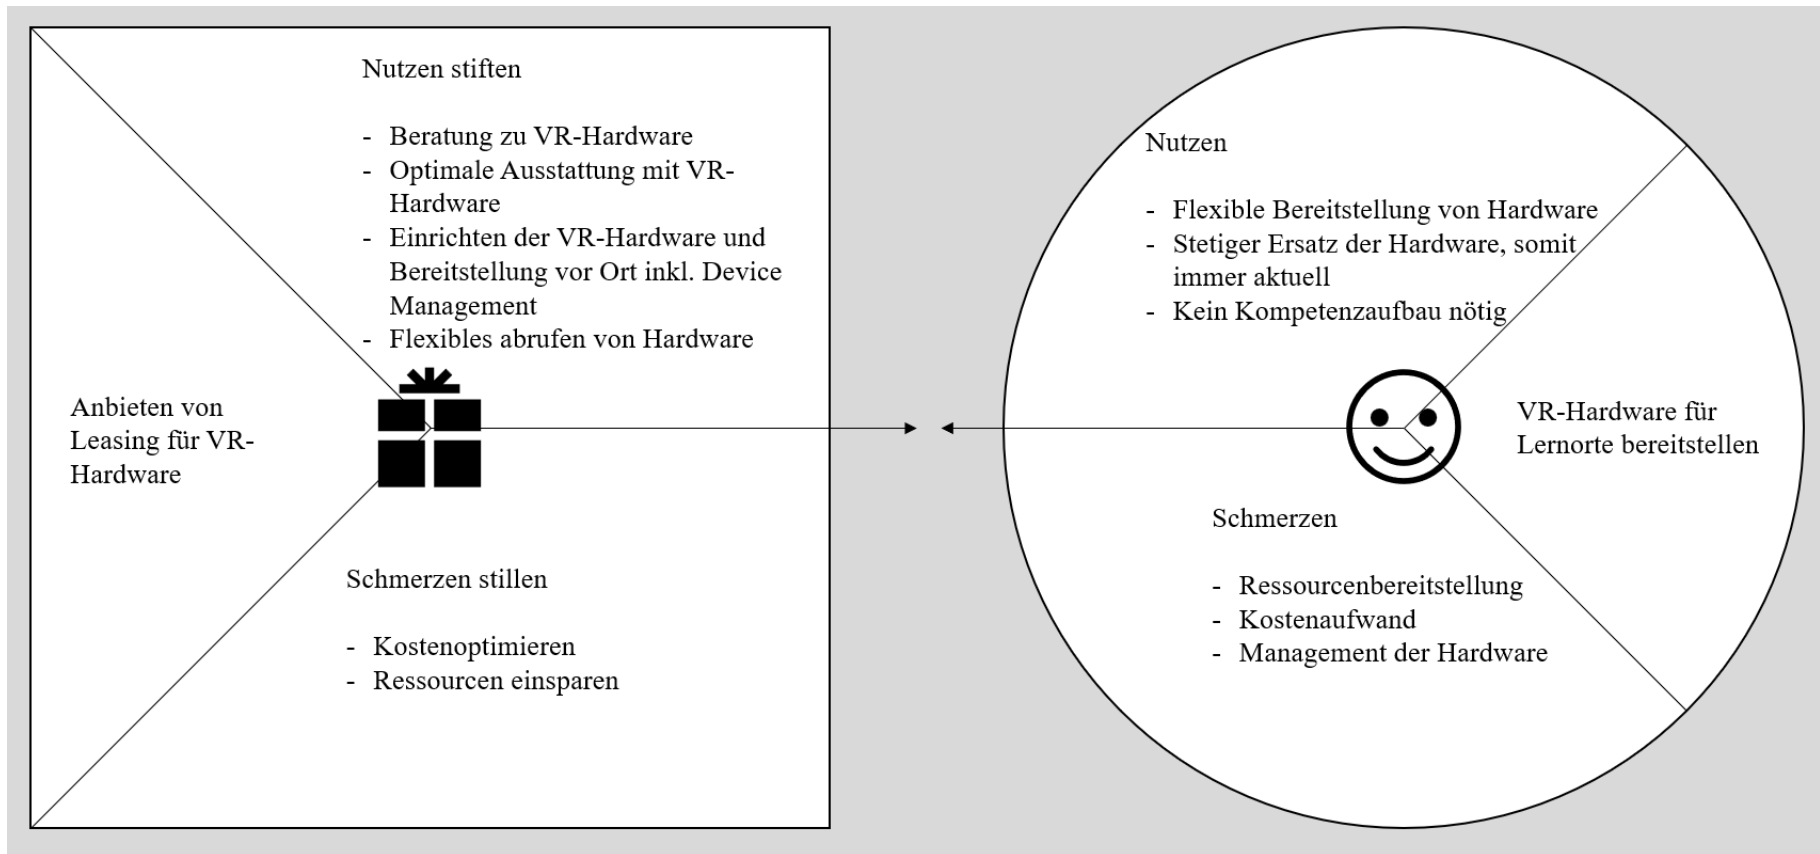 Nutzen stiften
- Beratung zu VR-Hardware
- Optimale Ausstattung mit VR-
Hardware
- Einrichten der VR-Hardware und
Bereitstellung vor Ort inkl. Device
Management
- Flexibles abrufen von Hardware
Anbieten von
Leasing für VR-
Hardware
Schmerzen stillen
- Kostenoptimieren
- Ressourcen einsparen
Nutzen
- Flexible Bereitstellung von Hardware
- Stetiger Ersatz der Hardware, somit
immer aktuell
- Kein Kompetenzaufbau nötig
VR-Hardware für
Lernorte bereitstellen
Schmerzen
- Ressourcenbereitstellung
- Kostenaufwand
- Management der Hardware